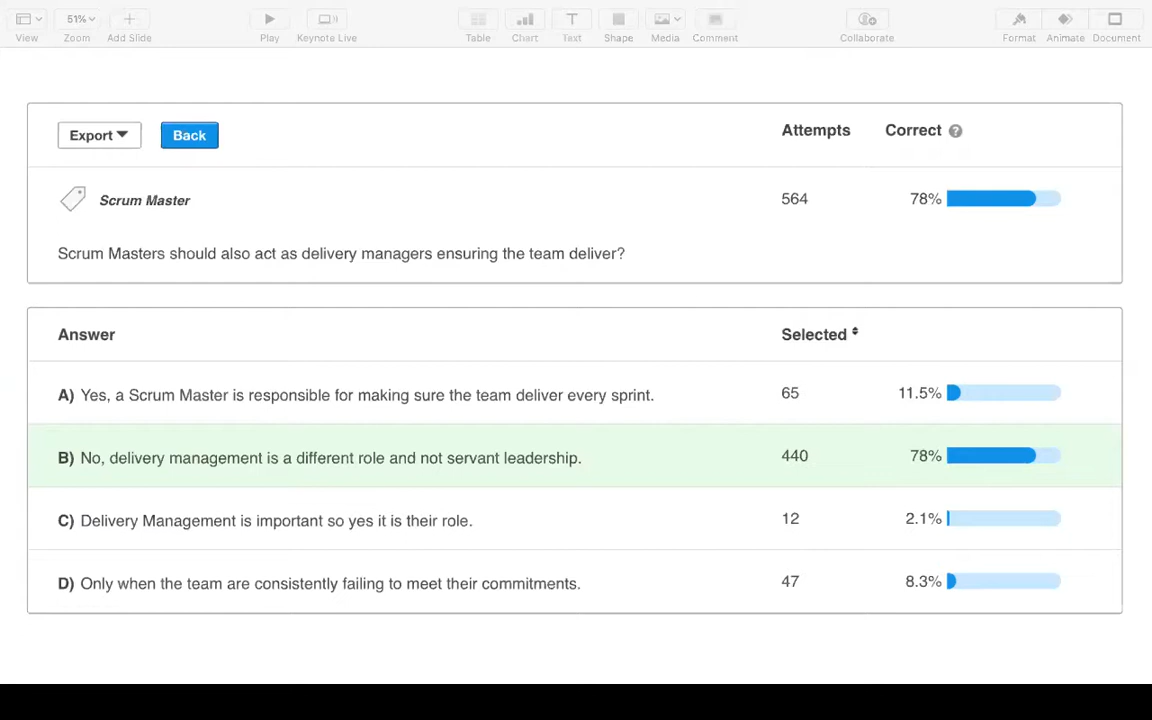 51%
View
Zoom
Add Slide
Play
Keynote Live
Table
Chart
T
Text
Shape
Media
Comment
Collaborate
Format
Animate
Document
Export
Back
Attempts
Correct ?
Scrum Master
564
78%
Scrum Masters should also act as delivery managers ensuring the team deliver?
Answer
Selected
A) Yes, a Scrum Master is responsible for making sure the team deliver every sprint.
65
11.5%
B) No, delivery management is a different role and not servant leadership.
440
78%
C) Delivery Management is important so yes it is their role.
12
2.1%
D) Only when the team are consistently failing to meet their commitments.
47
8.3%